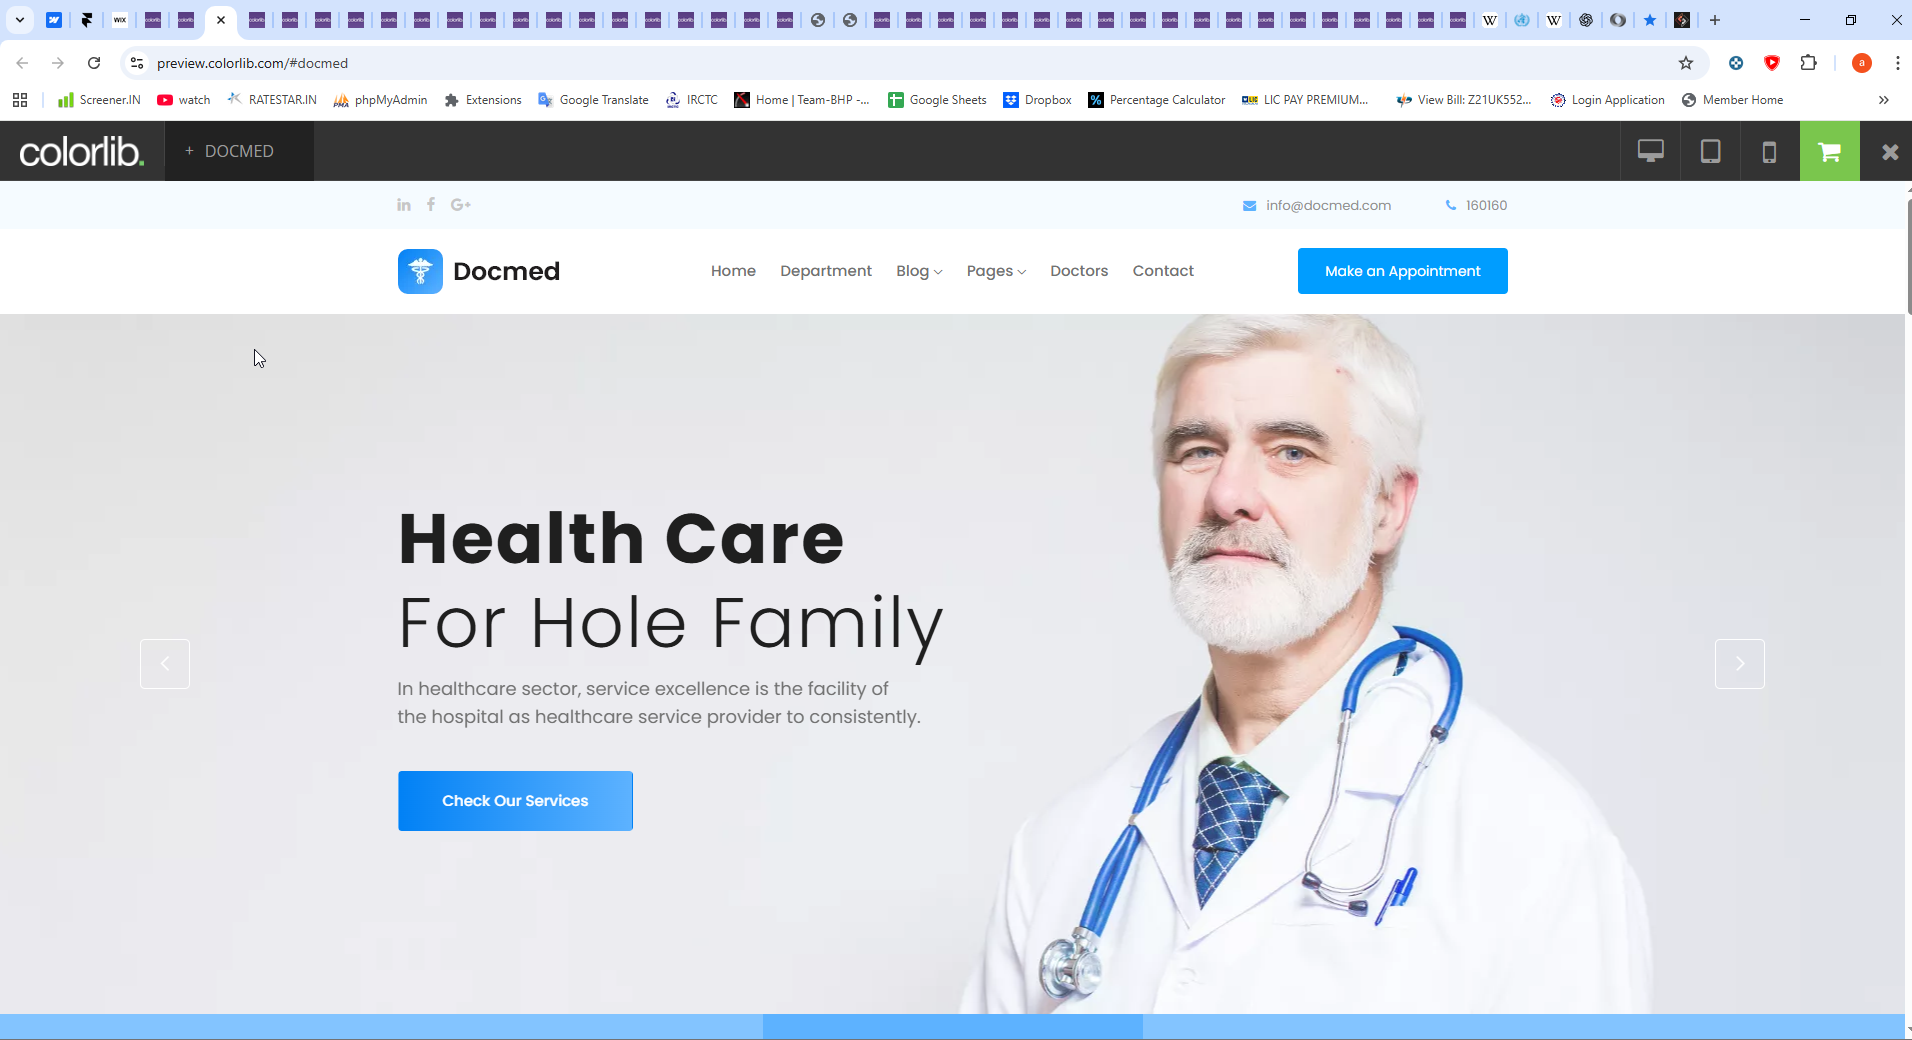 preview.colorlib.com/#docmed
Screener.IN watch RATESTAR.IN phpMyAdmin Extensions Google Translate IRCTC Home | Team-BHP -... Google Sheets Dropbox Percentage Calculator LIC PAY PREMIUM... View Bill: Z21UK552... Login Application Member Home
colorlib. + DOCMED
info@docmed.com 160160
Docmed Home Department Blog Pages Doctors Contact Make an Appointment
Health Care
For Hole Family
In healthcare sector, service excellence is the facility of
the hospital as healthcare service provider to consistently.
Check Our Services